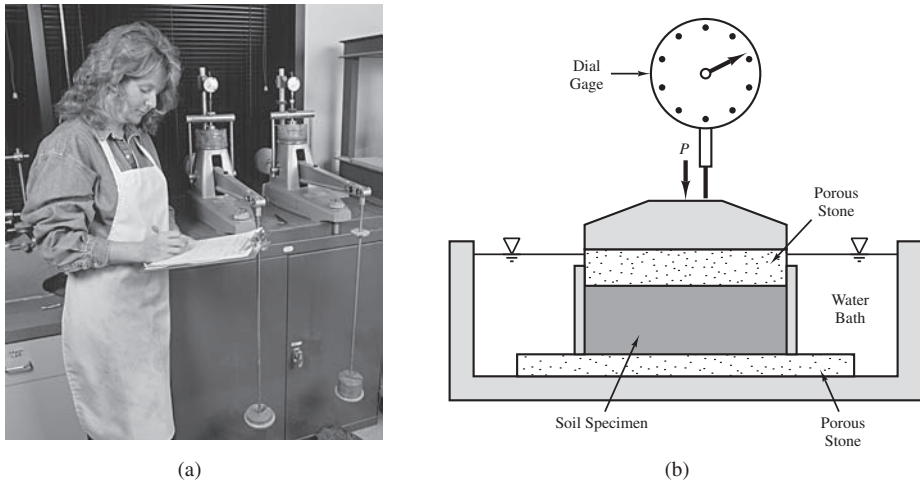 Dial
Gage
P
Porous
Stone
Water
Bath
Soil Specimen
Porous
Stone
(a)
(b)